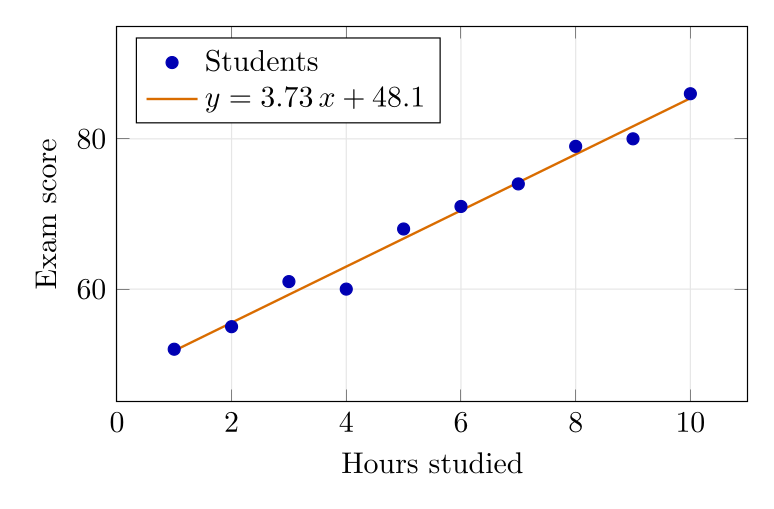 Students
y = 3.73 x + 48.1
80
60
Exam score
0 2 4 6 8 10
Hours studied